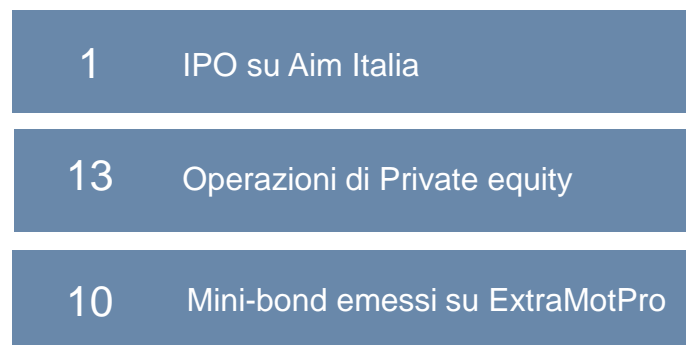 1 IPO su Aim Italia
13 Operazioni di Private equity
10 Mini-bond emessi su ExtraMotPro